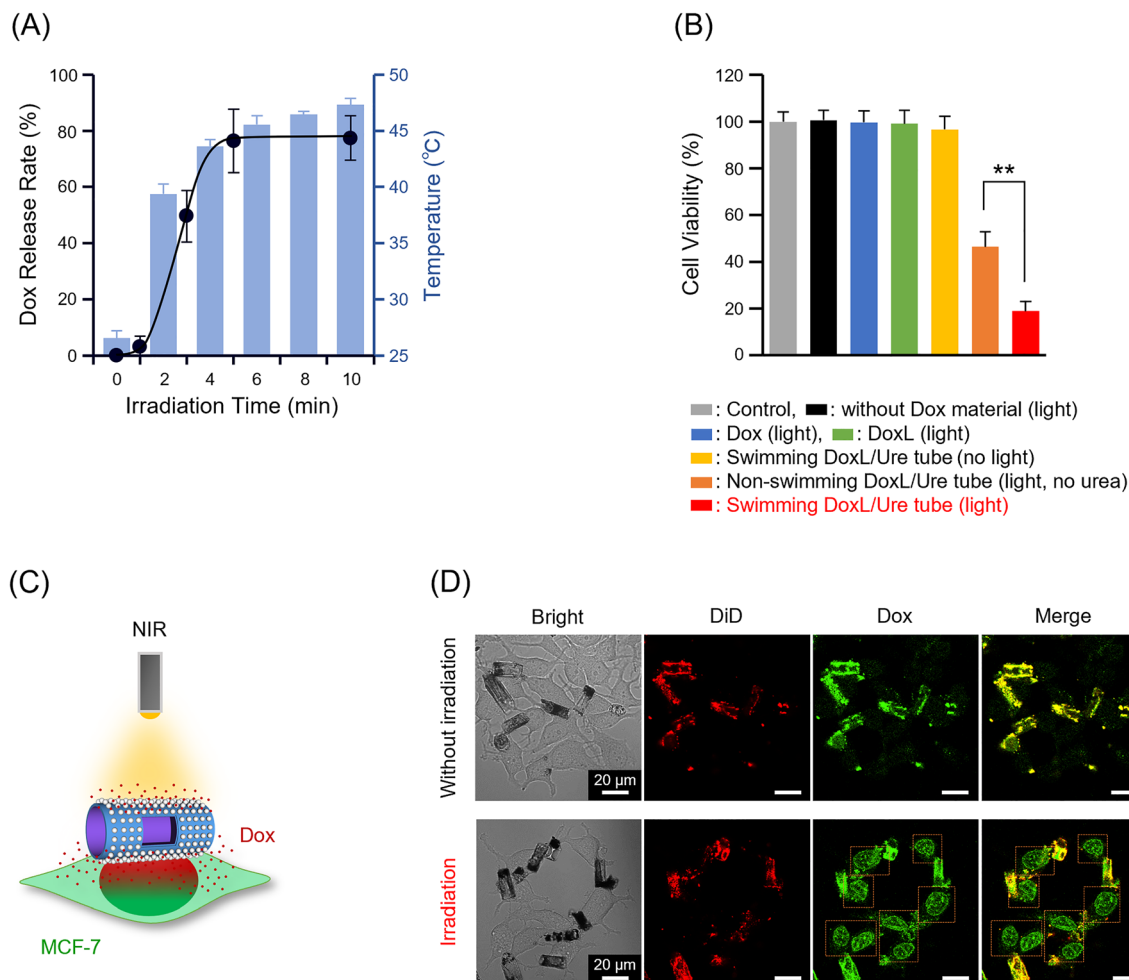 (A)
100
80
60
40
20
0
Dox Release Rate (%)
50
45
40
35
30
25
Temperature (℃)
0 2 4 6 8 10
Irradiation Time (min)
(B)
120
100
80
60
40
20
0
Cell Viability (%)
**
: Control, : without Dox material (light)
: Dox (light), : DoxL (light)
: Swimming DoxL/Ure tube (no light)
: Non-swimming DoxL/Ure tube (light, no urea)
: Swimming DoxL/Ure tube (light)
(C)
NIR
Dox
MCF-7
(D)
Bright DiD Dox Merge
Without irradiation
20 μm
Irradiation
20 μm